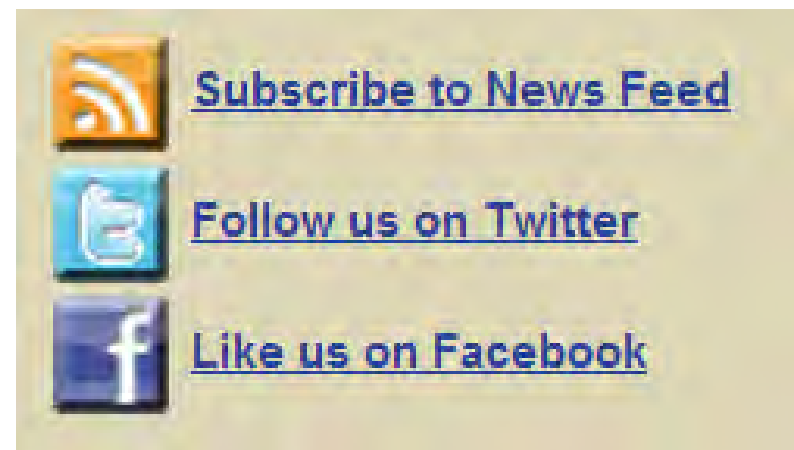 Subscribe to News Feed
Follow us on Twitter
Like us on Facebook